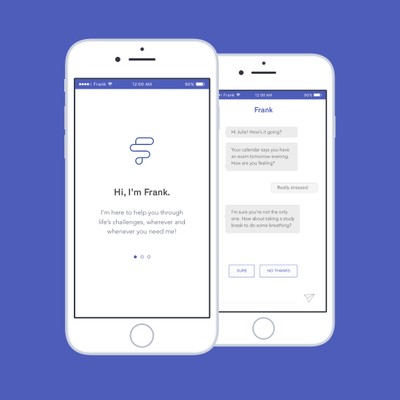 Frank
12:00 AM
90%
Hi, I'm Frank.
I'm here to help you through
life's challenges, wherever and
whenever you need me!
Frank
12:00 AM
90%
Frank
Hi Julie! How's it going?
Your calendar says you have
an exam tomorrow evening.
How are you feeling?
Really stressed
I'm sure you're not the only
one. How about taking a study
break to do some breathing?
SURE
NO THANKS